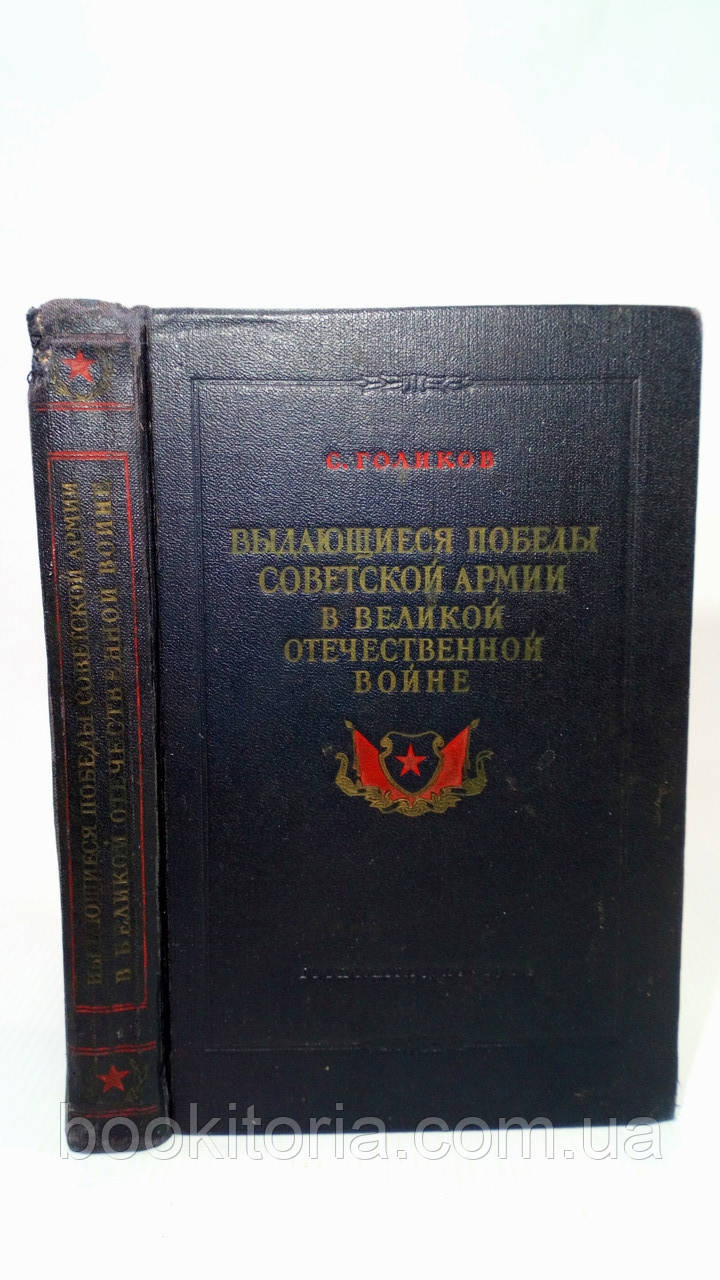 ВЫДАЮЩИЕСЯ ПОБЕДЫ СОВЕТСКОЙ АРМИИ
В ВЕЛИКОЙ ОТЕЧЕСТВЕННОЙ ВОЙНЕ
С. ГОЛИКОВ
ВЫДАЮЩИЕСЯ ПОБЕДЫ
СОВЕТСКОЙ АРМИИ
В ВЕЛИКОЙ
ОТЕЧЕСТВЕННОЙ
ВОЙНЕ
bookitoria.com.ua